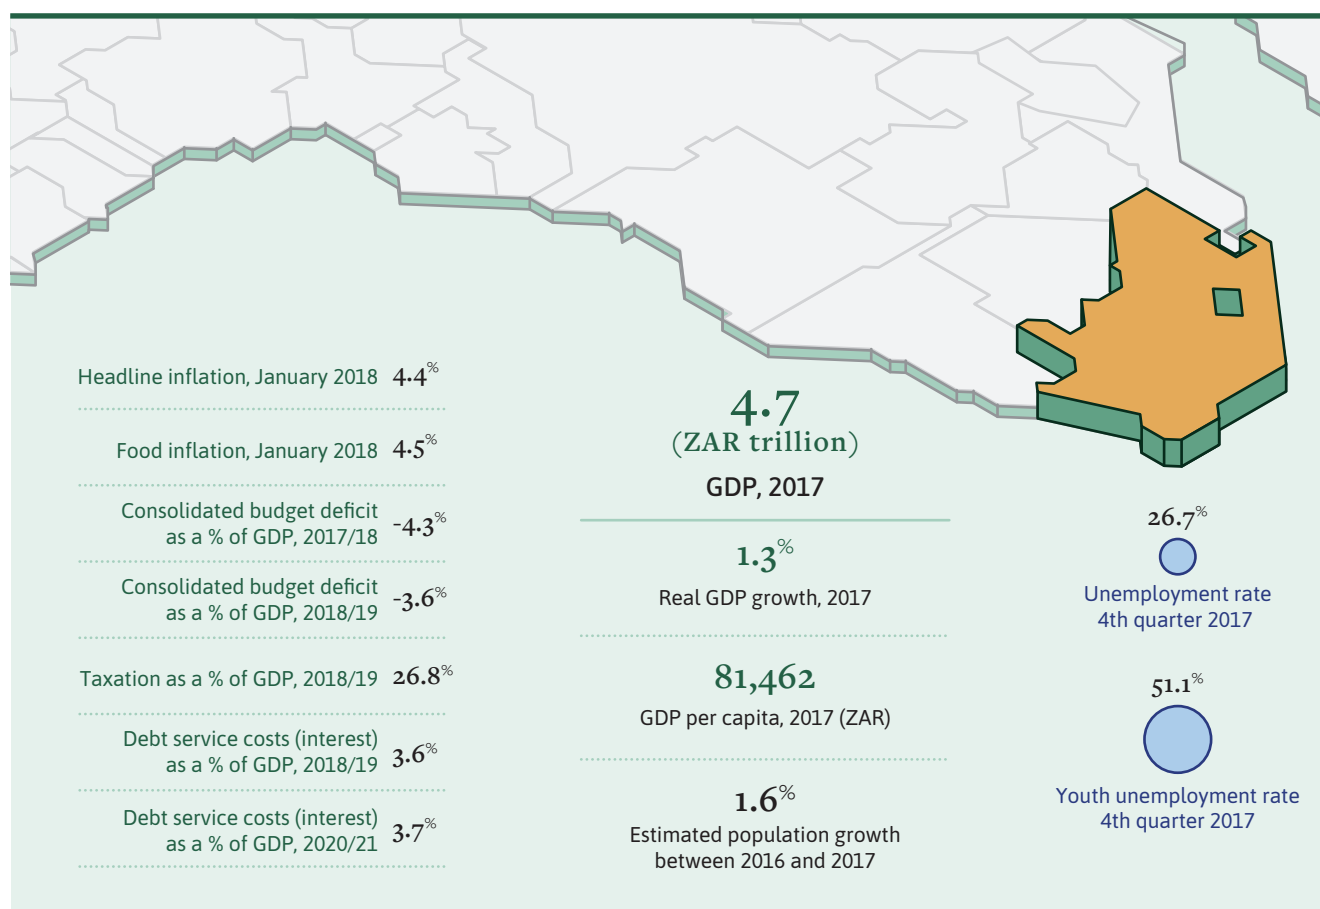 Headline inflation, January 2018 4.4%
Food inflation, January 2018 4.5%
Consolidated budget deficit
as a % of GDP, 2017/18 -4.3%
Consolidated budget deficit
as a % of GDP, 2018/19 -3.6%
Taxation as a % of GDP, 2018/19 26.8%
Debt service costs (interest)
as a % of GDP, 2018/19 3.6%
Debt service costs (interest)
as a % of GDP, 2020/21 3.7%
4.7
(ZAR trillion)
GDP, 2017
1.3%
Real GDP growth, 2017
81,462
GDP per capita, 2017 (ZAR)
1.6%
Estimated population growth
between 2016 and 2017
26.7%
Unemployment rate
4th quarter 2017
51.1%
Youth unemployment rate
4th quarter 2017